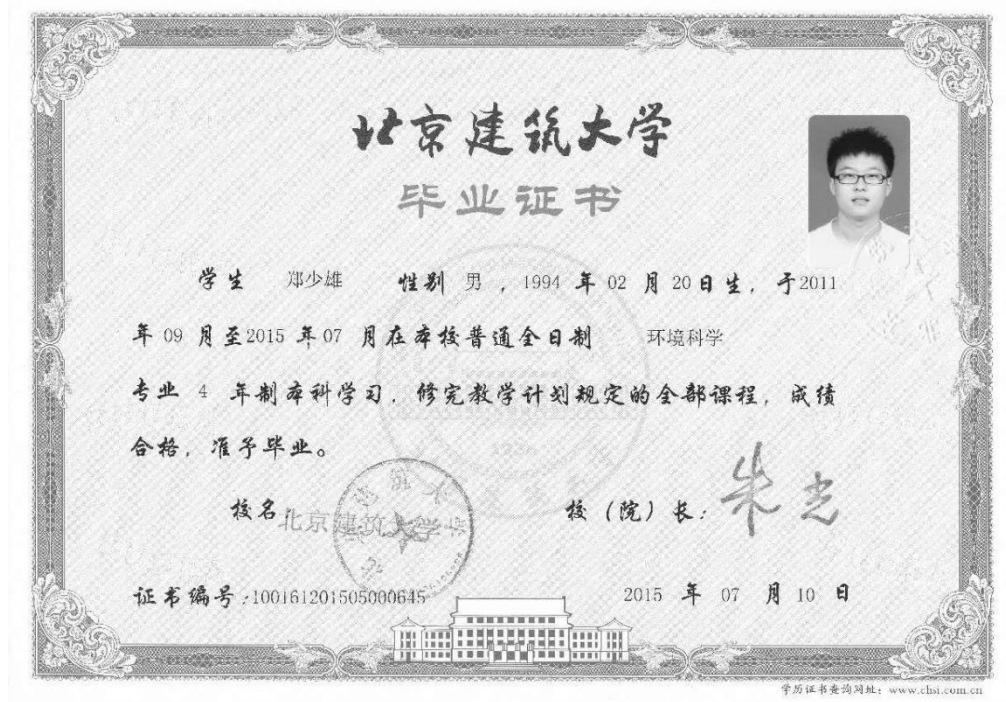 北京建筑大学
毕业证书
学生 郑少雄 性别 男 ，1994 年 02 月 20 日生，于2011
年 09 月至2015 年 07 月在本校普通全日制 环境科学
专业 4 年制本科学习，修完教学计划规定的全部课程，成绩
合格，准予毕业。
校名：北京建筑大学 校（院）长：朱光
证书编号：100161201505000645 2015 年 07 月 10 日
学历证书查询网址：www.chsi.com.cn